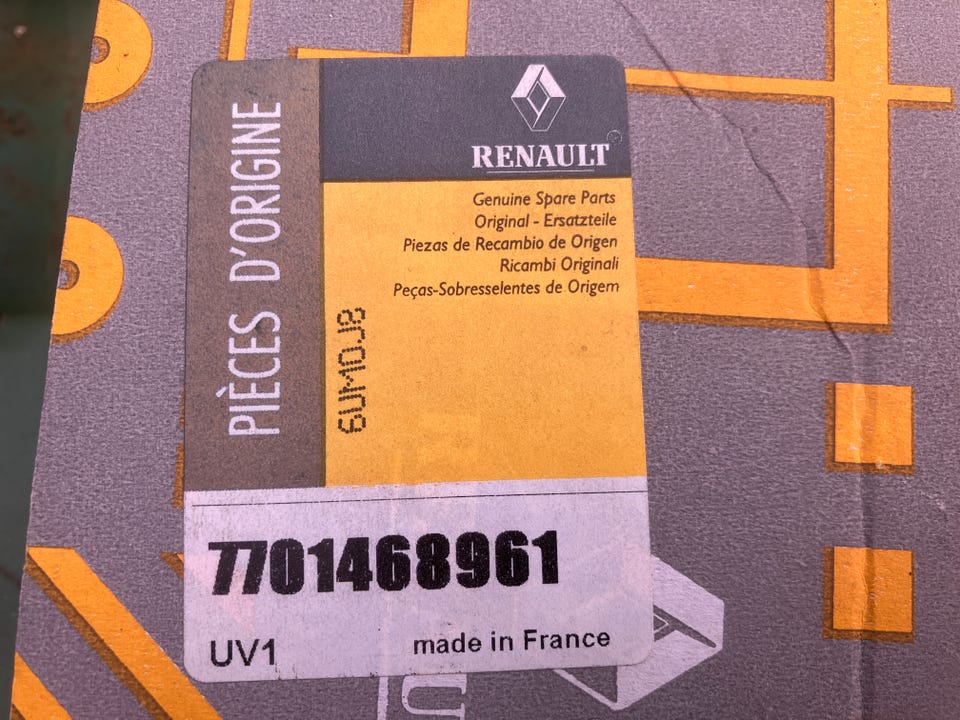 PIÈCES D'ORIGINE
RENAULT
Genuine Spare Parts
Original - Ersatzteile
Piezas de Recambio de Origen
Ricambi Originali
Peças-Sobresselentes de Origem
6UM0J8
7701468961
UV1
made in France